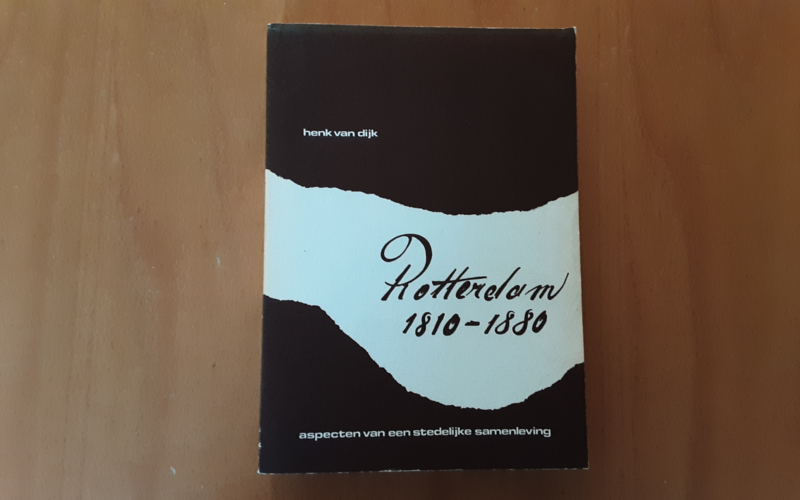 henk van dijk
Rotterdam
1810-1880
aspecten van een stedelijke samenleving